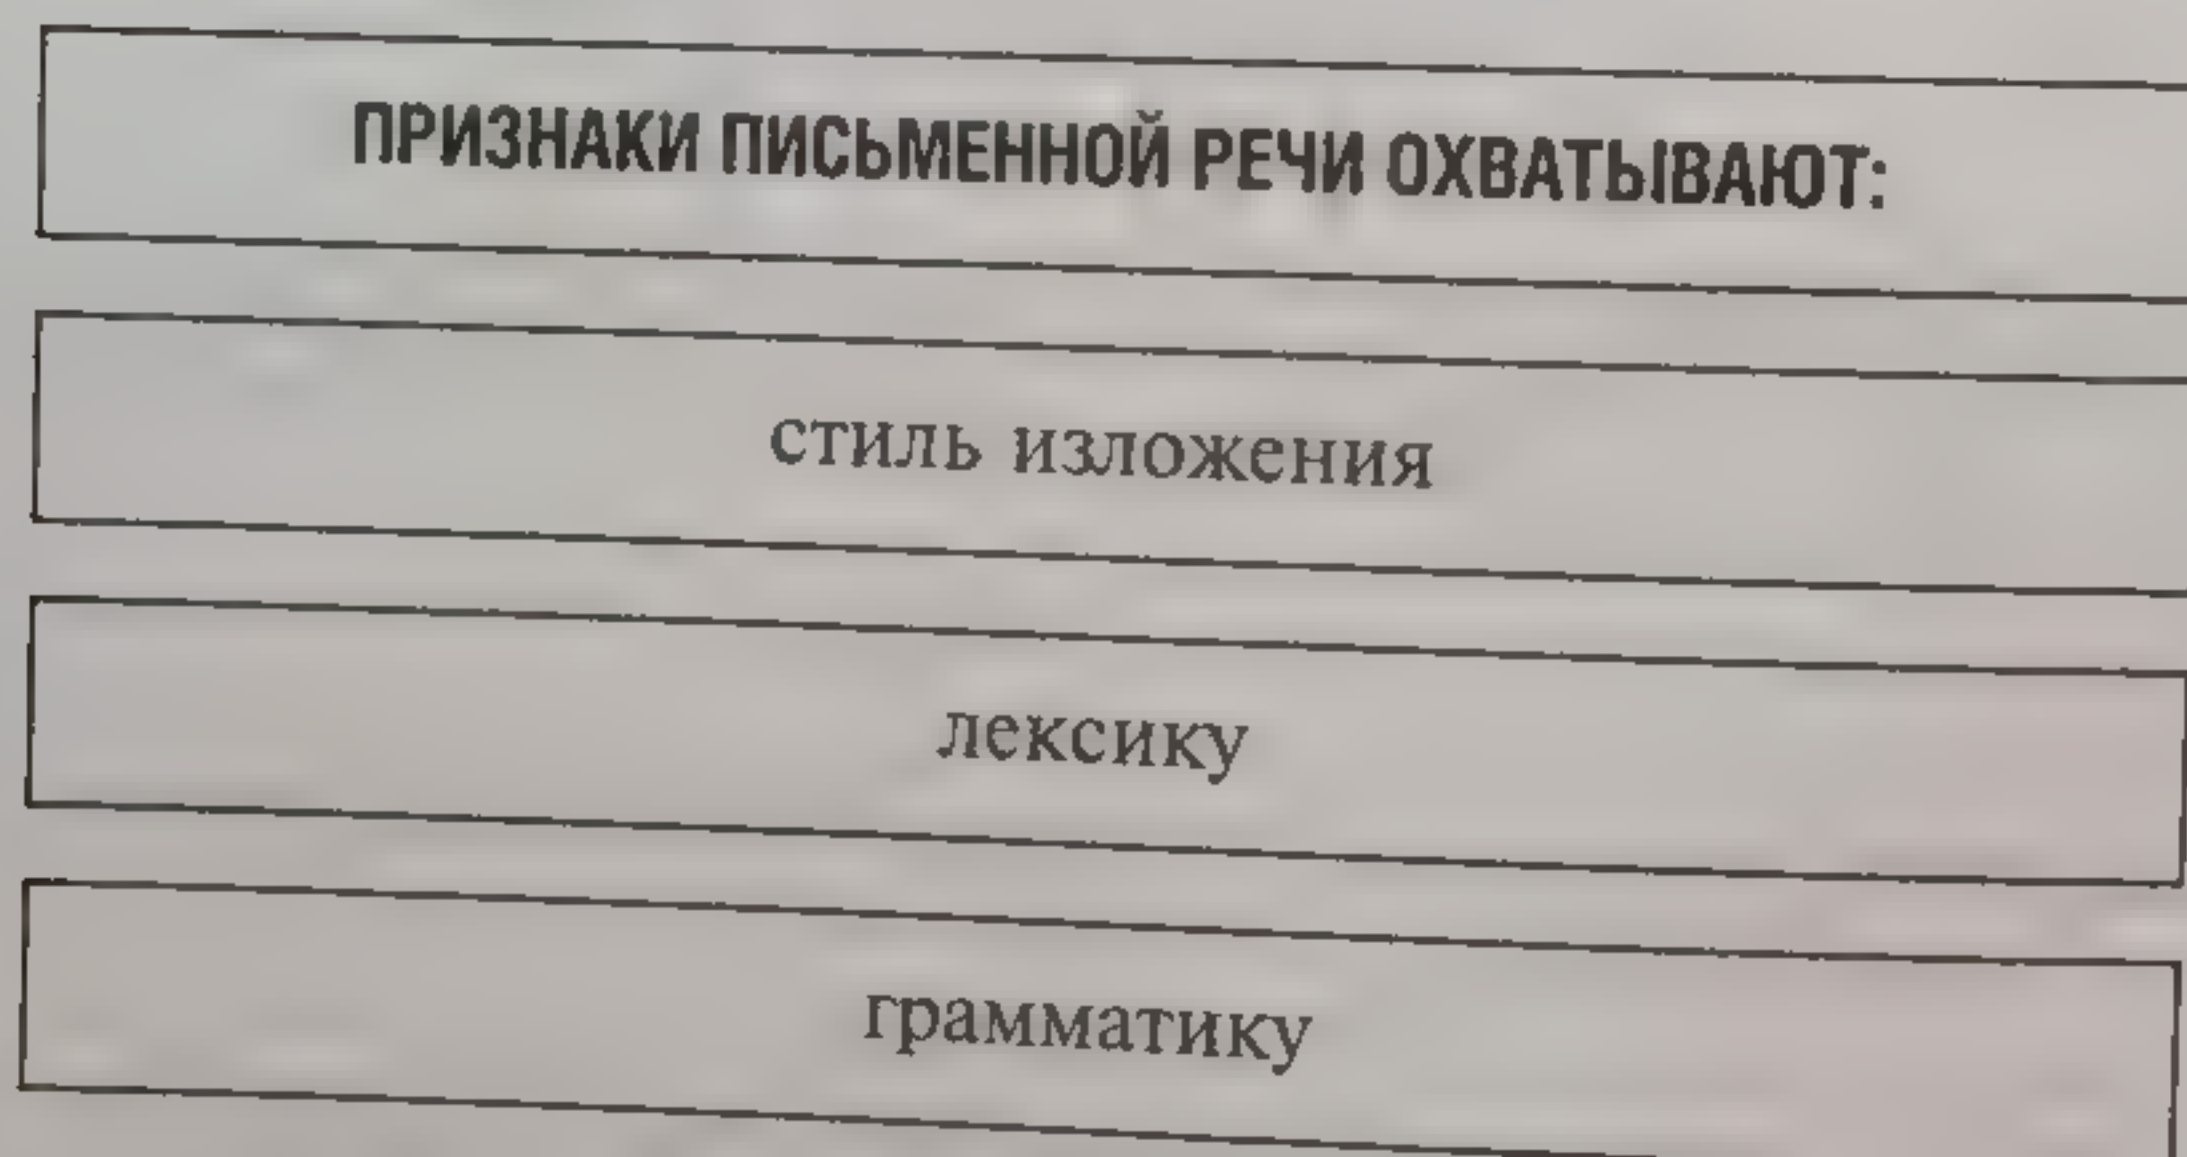 ПРИЗНАКИ ПИСЬМЕННОЙ РЕЧИ ОХВАТЫВАЮТ:
стиль изложения
лексику
грамматику